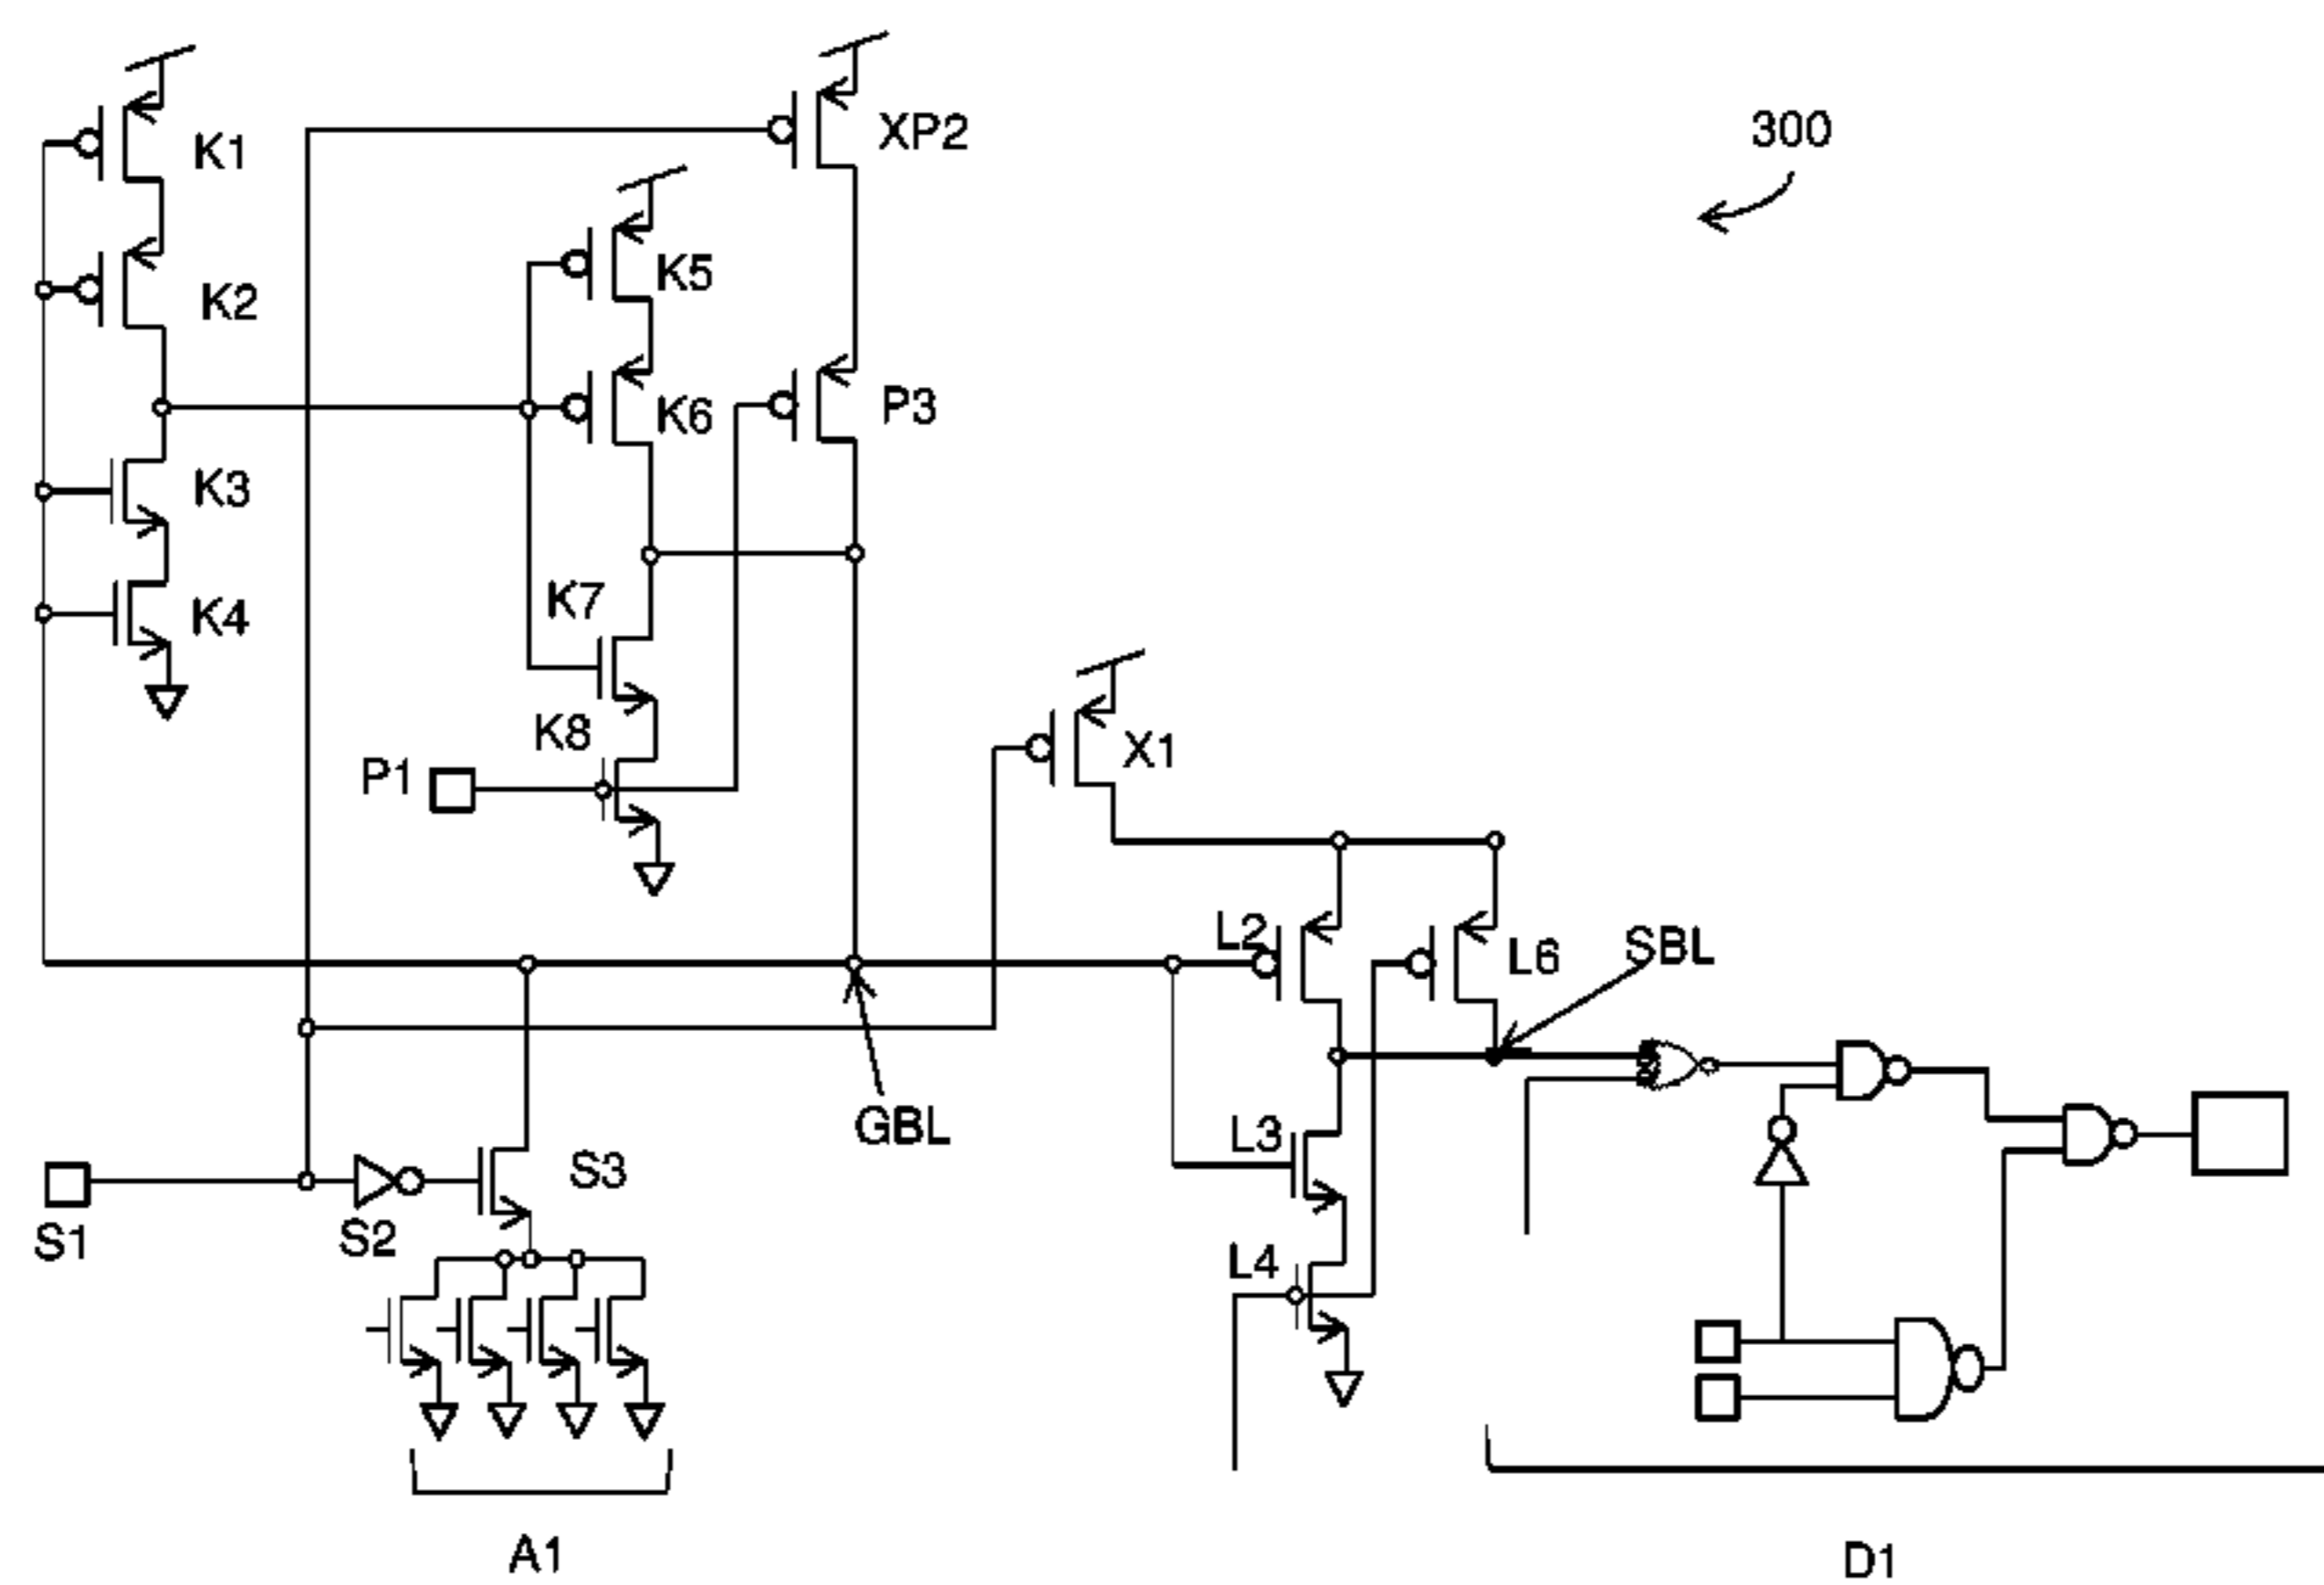 K1
XP2
300
K2
K5
K6
P3
K3
K4
K7
K8
P1
X1
L2
L6
SBL
GBL
L3
S3
S1
S2
L4
A1
D1